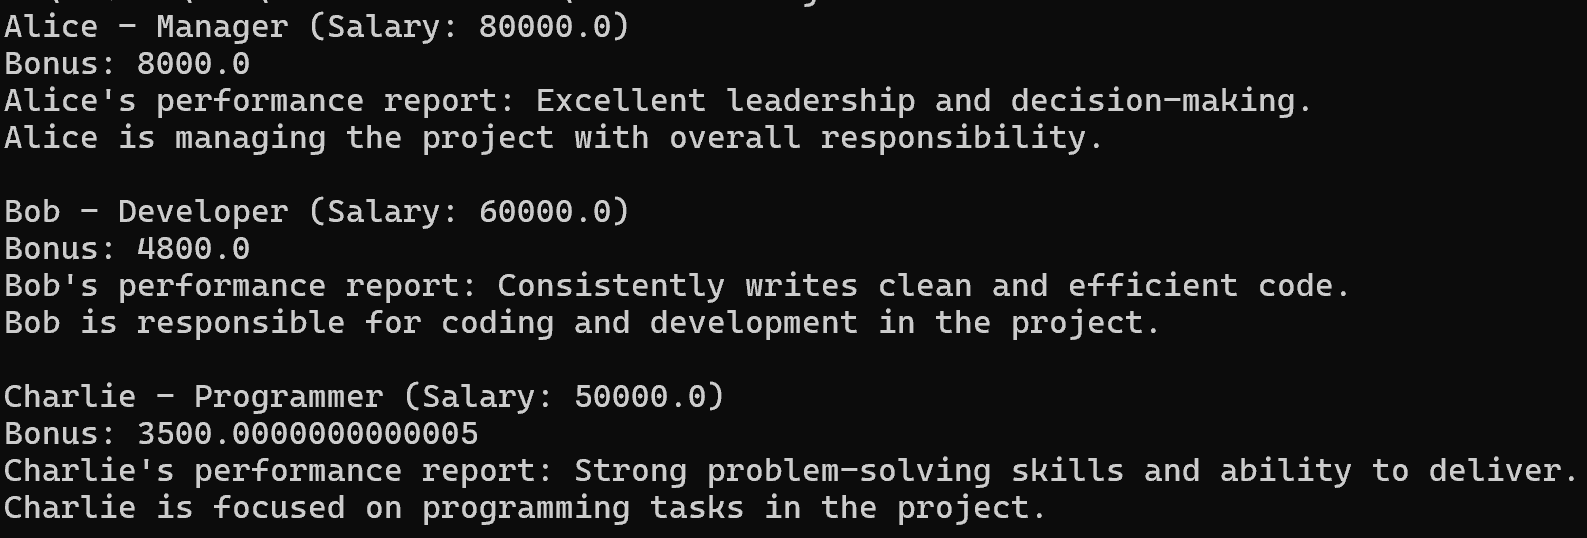 Alice - Manager (Salary: 80000.0)
Bonus: 8000.0
Alice's performance report: Excellent leadership and decision-making.
Alice is managing the project with overall responsibility.
Bob - Developer (Salary: 60000.0)
Bonus: 4800.0
Bob's performance report: Consistently writes clean and efficient code.
Bob is responsible for coding and development in the project.
Charlie - Programmer (Salary: 50000.0)
Bonus: 3500.0000000000005
Charlie's performance report: Strong problem-solving skills and ability to deliver.
Charlie is focused on programming tasks in the project.